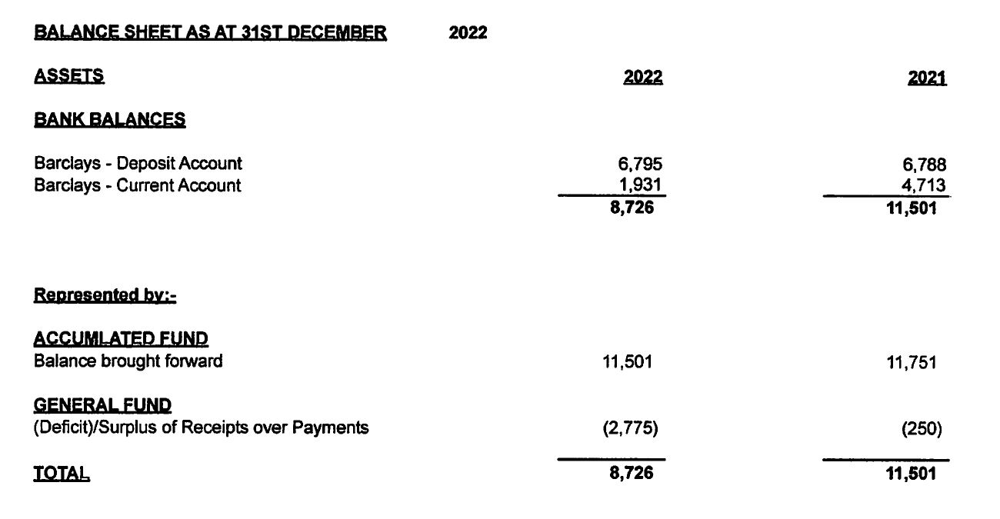 BALANCE SHEET AS AT 31ST DECEMBER 2022
ASSETS 2022 2021
BANK BALANCES
Barclays - Deposit Account 6,795 6,788
Barclays - Current Account 1,931 4,713
8,726 11,501
Represented by:-
ACCUMLATED FUND
Balance brought forward 11,501 11,751
GENERAL FUND
(Deficit)/Surplus of Receipts over Payments (2,775) (250)
TOTAL 8,726 11,501